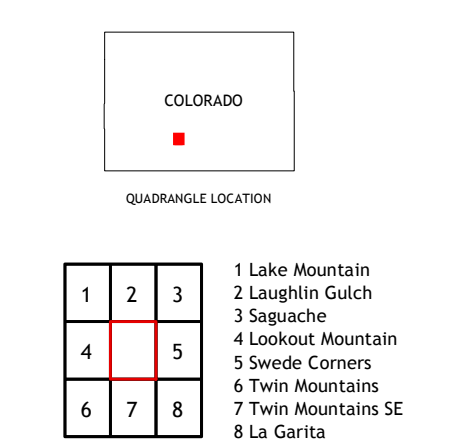 COLORADO
QUADRANGLE LOCATION
1 2 3
4 5
6 7 8
1 Lake Mountain
2 Laughlin Gulch
3 Saguache
4 Lookout Mountain
5 Swede Corners
6 Twin Mountains
7 Twin Mountains SE
8 La Garita